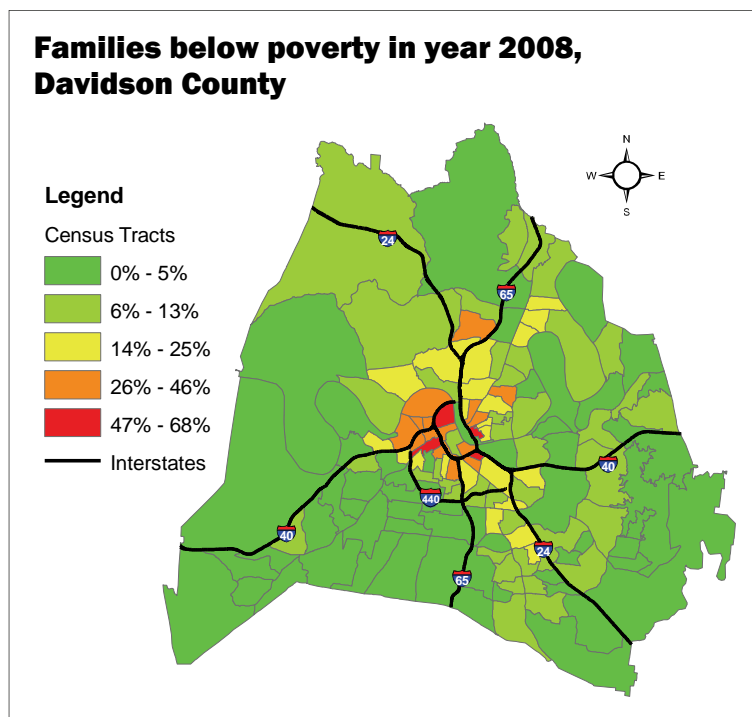 Families below poverty in year 2008,
Davidson County
N
W E
S
Legend
Census Tracts
0% - 5%
6% - 13%
14% - 25%
26% - 46%
47% - 68%
Interstates
24
65
40
440
40
24
65